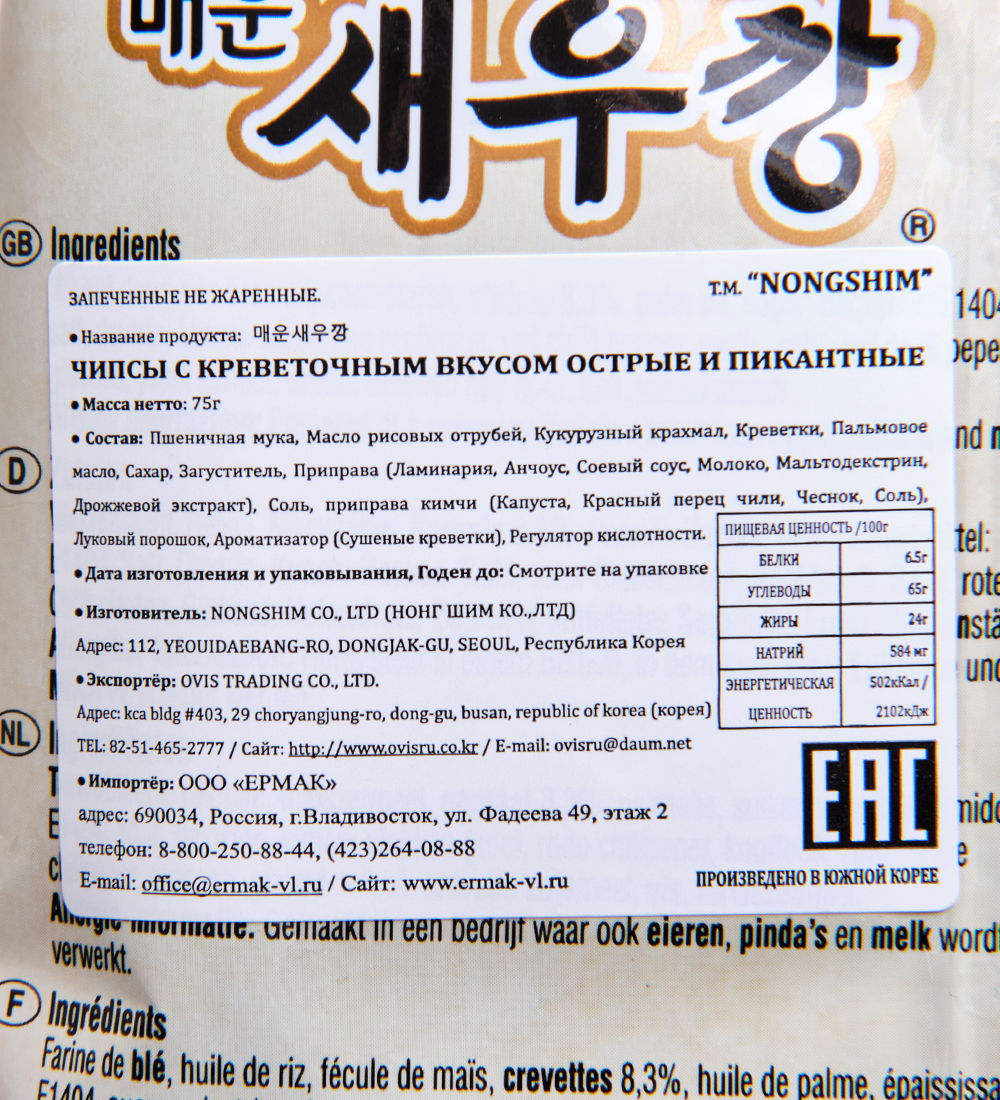 매운
새우깡
®
GB Ingredients
ЗАПЕЧЕННЫЕ НЕ ЖАРЕННЫЕ.
Т.М. “NONGSHIM”
• Название продукта: 매운새우깡
ЧИПСЫ С КРЕВЕТОЧНЫМ ВКУСОМ ОСТРЫЕ И ПИКАНТНЫЕ
• Масса нетто: 75г
• Состав: Пшеничная мука, Масло рисовых отрубей, Кукурузный крахмал, Креветки, Пальмовое
масло, Сахар, Загуститель, Приправа (Ламинария, Анчоус, Соевый соус, Молоко, Мальтодекстрин,
Дрожжевой экстракт), Соль, приправа кимчи (Капуста, Красный перец чили, Чеснок, Соль),
Луковый порошок, Ароматизатор (Сушеные креветки), Регулятор кислотности.
• Дата изготовления и упаковывания, Годен до: Смотрите на упаковке
• Изготовитель: NONGSHIM CO., LTD (НОНГ ШИМ КО.,ЛТД)
Адрес: 112, YEOUIDAEBANG-RO, DONGJAK-GU, SEOUL, Республика Корея
• Экспортёр: OVIS TRADING CO., LTD.
Адрес: kca bldg #403, 29 choryangjung-ro, dong-gu, busan, republic of korea (корея)
TEL: 82-51-465-2777 / Сайт: http://www.ovisru.co.kr / E-mail: ovisru@daum.net
• Импортёр: ООО «ЕРМАК»
адрес: 690034, Россия, г.Владивосток, ул. Фадеева 49, этаж 2
телефон: 8-800-250-88-44, (423)264-08-88
E-mail: office@ermak-vl.ru / Сайт: www.ermak-vl.ru
ПИЩЕВАЯ ЦЕННОСТЬ /100г
БЕЛКИ 6.5г
УГЛЕВОДЫ 65г
ЖИРЫ 24г
НАТРИЙ 584 мг
ЭНЕРГЕТИЧЕСКАЯ 502кКал /
ЦЕННОСТЬ 2102кДж
EAC
ПРОИЗВЕДЕНО В ЮЖНОЙ КОРЕЕ
D
NL
Allergie-informatie: Gemaakt in een bedrijf waar ook eieren, pinda's en melk wordt
verwerkt.
F Ingrédients
Farine de blé, huile de riz, fécule de maïs, crevettes 8,3%, huile de palme,
E1404,